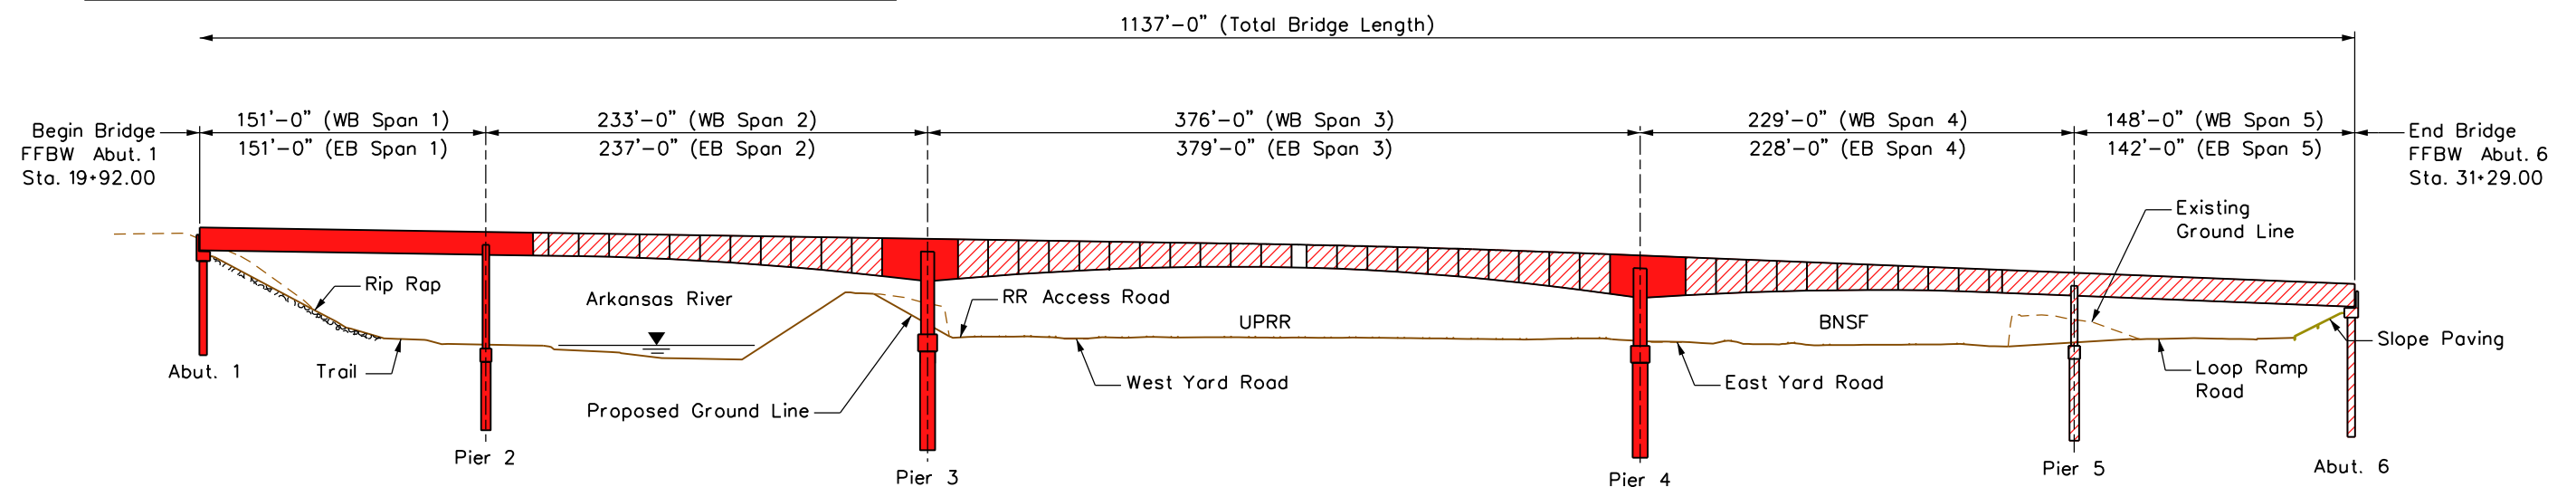 1137'-0" (Total Bridge Length)
Begin Bridge
FFBW Abut. 1
Sta. 19+92.00
151'-0" (WB Span 1)
151'-0" (EB Span 1)
233'-0" (WB Span 2)
237'-0" (EB Span 2)
376'-0" (WB Span 3)
379'-0" (EB Span 3)
229'-0" (WB Span 4)
228'-0" (EB Span 4)
148'-0" (WB Span 5)
142'-0" (EB Span 5)
End Bridge
FFBW Abut. 6
Sta. 31+29.00
Existing
Ground Line
Rip Rap
Arkansas River
RR Access Road
UPRR
BNSF
Slope Paving
Abut. 1
Trail
West Yard Road
East Yard Road
Loop Ramp
Road
Proposed Ground Line
Pier 2
Pier 3
Pier 4
Pier 5
Abut. 6